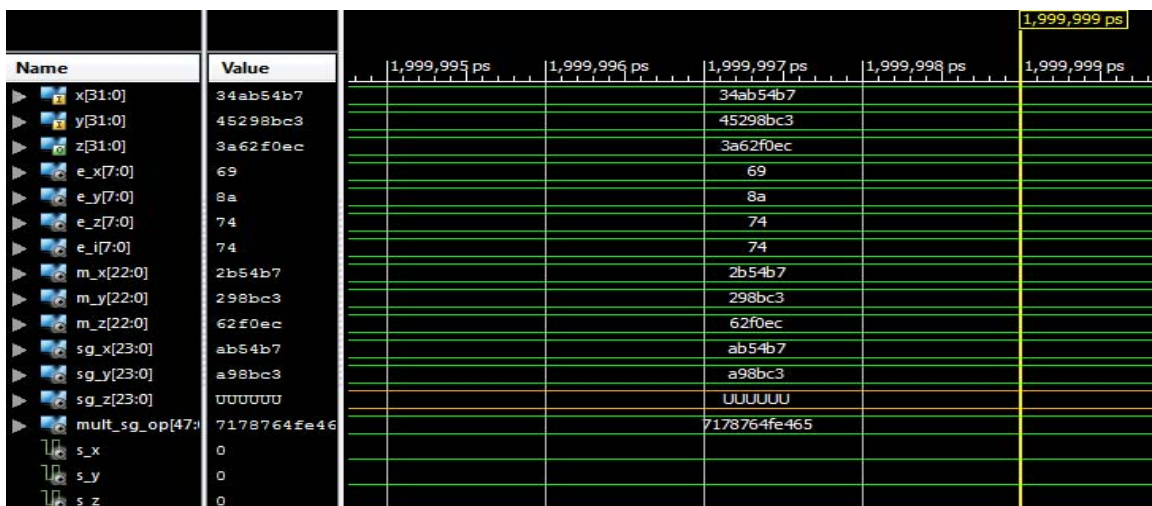 1,999,999 ps
Name Value 1,999,995 ps 1,999,996 ps 1,999,997 ps 1,999,998 ps 1,999,999 ps
x[31:0] 34ab54b7 34ab54b7
y[31:0] 45298bc3 45298bc3
z[31:0] 3a62f0ec 3a62f0ec
e_x[7:0] 69 69
e_y[7:0] 8a 8a
e_z[7:0] 74 74
e_i[7:0] 74 74
m_x[22:0] 2b54b7 2b54b7
m_y[22:0] 298bc3 298bc3
m_z[22:0] 62f0ec 62f0ec
sg_x[23:0] ab54b7 ab54b7
sg_y[23:0] a98bc3 a98bc3
sg_z[23:0] UUUUUU UUUUUU
mult_sg_op[47: 7178764fe46 7178764fe465
s_x 0
s_y 0
s_z 0